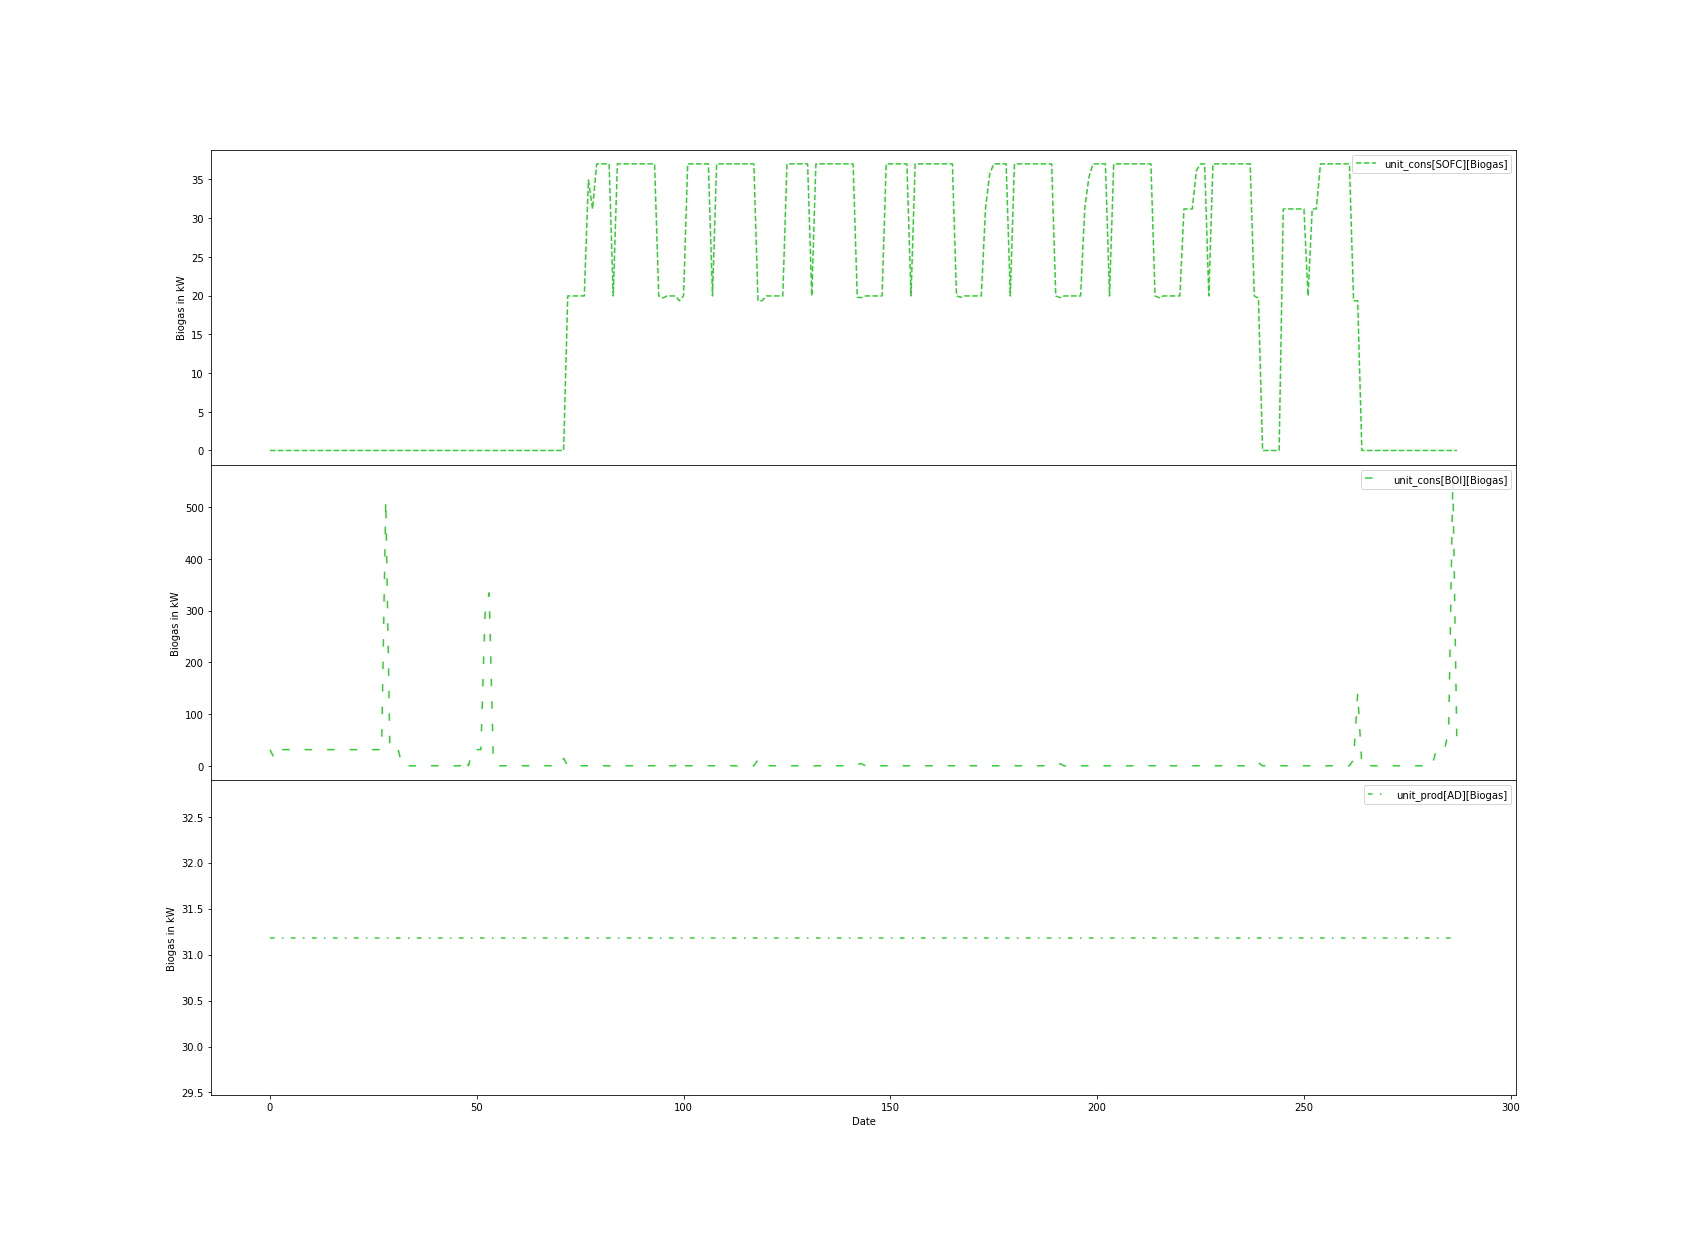 unit_cons[SOFC][Biogas]
35
30
25
20
15
10
5
0
Biogas in kW
unit_cons[BOI][Biogas]
500
400
300
200
100
0
Biogas in kW
unit_prod[AD][Biogas]
32.5
32.0
31.5
31.0
30.5
30.0
29.5
Biogas in kW
0 50 100 150 200 250 300
Date